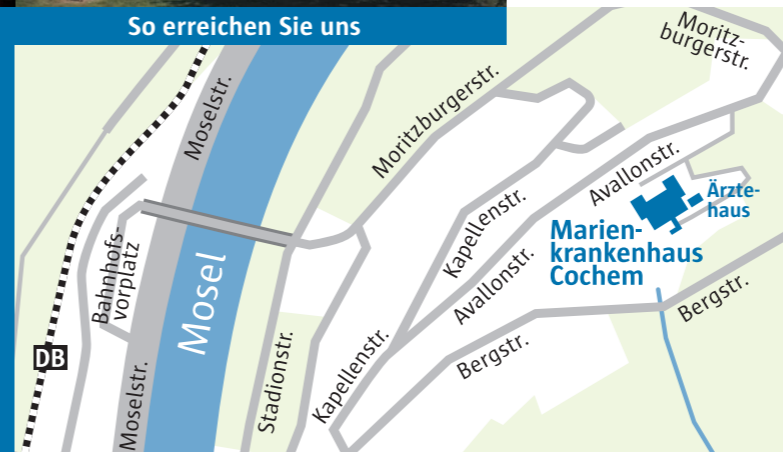 So erreichen Sie uns
Moritz-
burgerstr.
Moselstr.
Moritzburgerstr.
Avallonstr.
Ärzte-
haus
Kapellenstr.
Marien-
krankenhaus
Cochem
Bahnhofs-
vorplatz
Mosel
Avallonstr.
Bergstr.
DB
Moselstr.
Stadionstr.
Kapellenstr.
Bergstr.